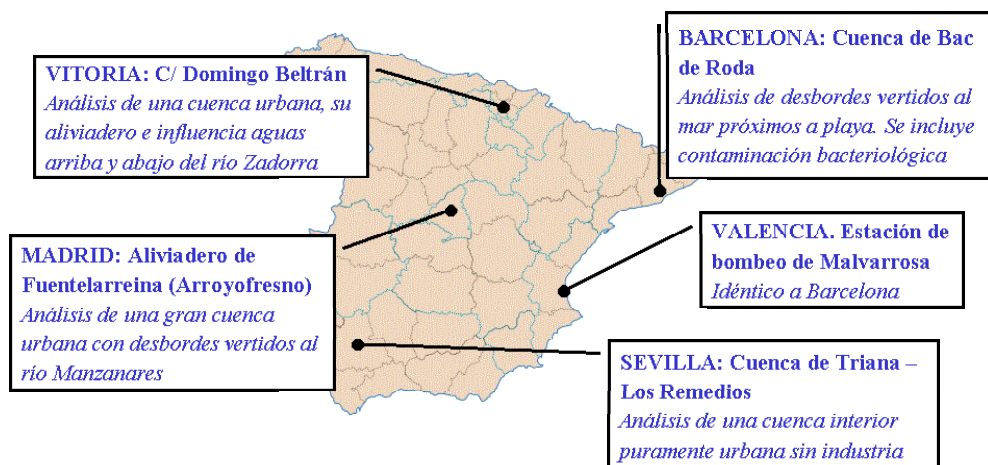 VITORIA: C/ Domingo Beltrán
Análisis de una cuenca urbana, su
aliviadero e influencia aguas
arriba y abajo del río Zadorra
BARCELONA: Cuenca de Bac
de Roda
Análisis de desbordes vertidos al
mar próximos a playa. Se incluye
contaminación bacteriológica
MADRID: Aliviadero de
Fuentelarreina (Arroyofresno)
Análisis de una gran cuenca
urbana con desbordes vertidos al
río Manzanares
VALENCIA. Estación de
bombeo de Malvarrosa
Idéntico a Barcelona
SEVILLA: Cuenca de Triana –
Los Remedios
Análisis de una cuenca interior
puramente urbana sin industria